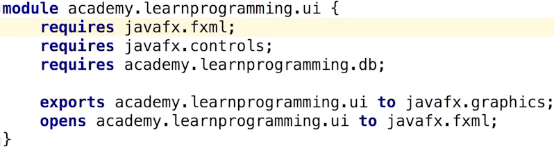 module academy.learnprogramming.ui {
    requires javafx.fxml;
    requires javafx.controls;
    requires academy.learnprogramming.db;

    exports academy.learnprogramming.ui to javafx.graphics;
    opens academy.learnprogramming.ui to javafx.fxml;
}